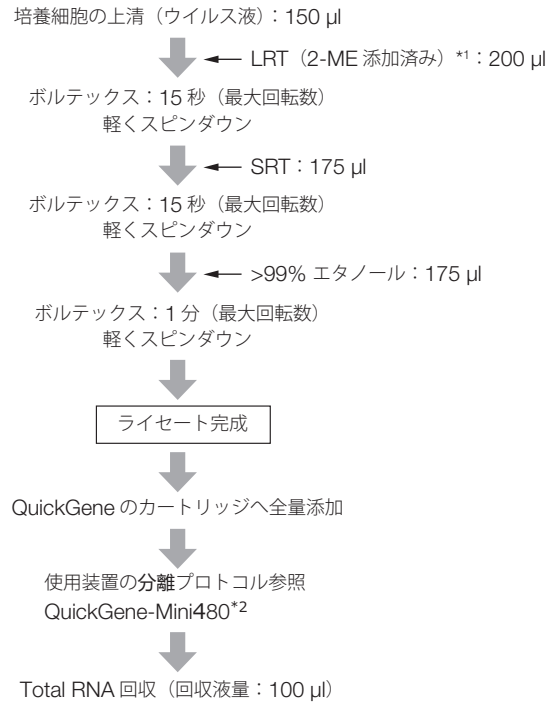 培養細胞の上清（ウイルス液）：150 µl
LRT（2-ME 添加済み）*1：200 µl
ボルテックス：15 秒（最大回転数）
軽くスピンダウン
SRT：175 µl
ボルテックス：15 秒（最大回転数）
軽くスピンダウン
>99% エタノール：175 µl
ボルテックス：1 分（最大回転数）
軽くスピンダウン
ライセート完成
QuickGene のカートリッジへ全量添加
使用装置の分離プロトコル参照
QuickGene-Mini480*2
Total RNA 回収（回収液量：100 µl）